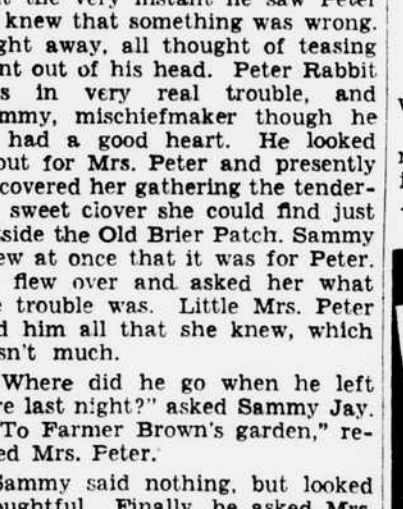 the very instant he saw Peter
knew that something was wrong.
ght away, all thought of teasing
nt out of his head. Peter Rabbit
s in very real trouble, and
mmy, mischiefmaker though he
had a good heart. He looked
out for Mrs. Peter and presently
covered her gathering the tender-
sweet clover she could find just
side the Old Brier Patch. Sammy
ew at once that it was for Peter.
flew over and asked her what
trouble was. Little Mrs. Peter
d him all that she knew, which
sn't much.
Where did he go when he left
re last night?" asked Sammy Jay.
"To Farmer Brown's garden," re-
ed Mrs. Peter.
Sammy said nothing, but looked
oughtful. Finally he asked Mrs.